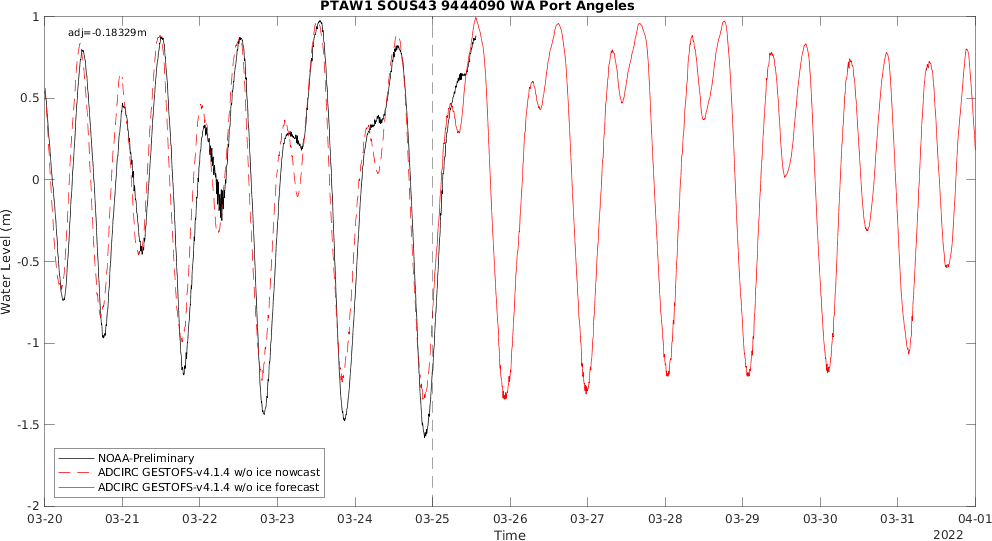 PTAW1 SOUS43 9444090 WA Port Angeles
adj=-0.18329m
1
0.5
0
-0.5
-1
-1.5
-2
Water Level (m)
NOAA-Preliminary
ADCIRC GESTOFS-v4.1.4 w/o ice nowcast
ADCIRC GESTOFS-v4.1.4 w/o ice forecast
03-20 03-21 03-22 03-23 03-24 03-25 03-26 03-27 03-28 03-29 03-30 03-31 04-01
Time
2022